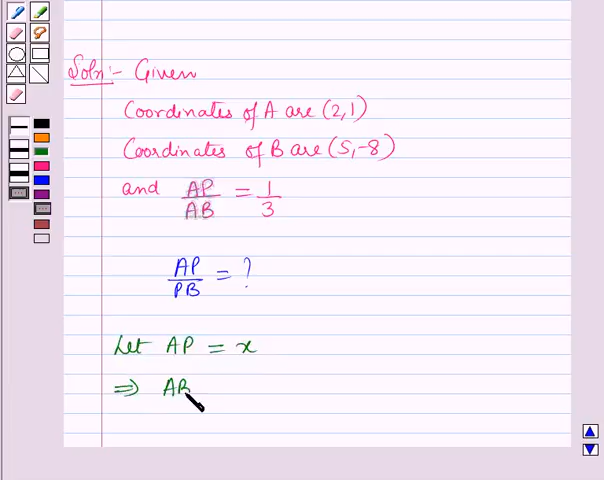 Soln:- Given
Coordinates of A are (2,1)
Coordinates of B are (5,-8)
and AP/AB = 1/3
AP/PB = ?
Let AP = x
⇒ AB